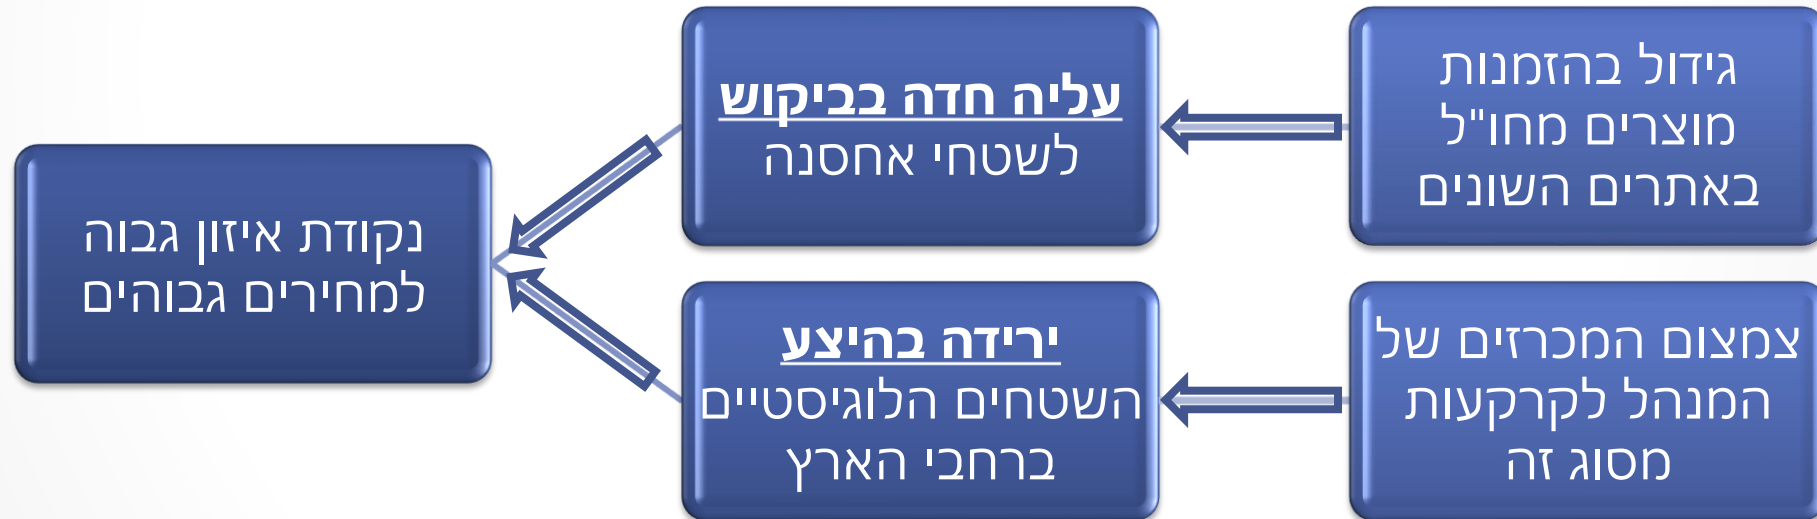 גידול בהזמנות
מוצרים מחו"ל
באתרים השונים
עליה חדה בביקוש
לשטחי אחסנה
צמצום המכרזים של
המנהל לקרקעות
מסוג זה
ירידה בהיצע
השטחים הלוגיסטיים
ברחבי הארץ
נקודת איזון גבוה
למחירים גבוהים